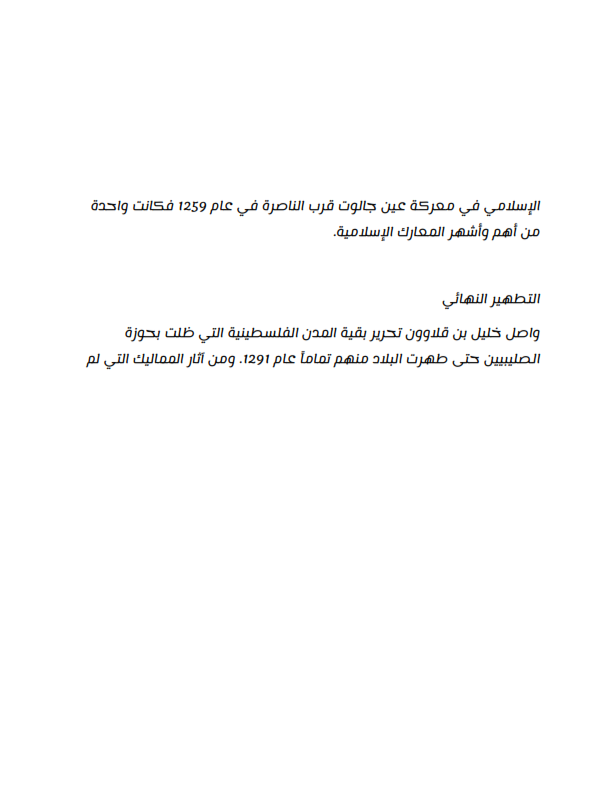 الإسلامي في معركة عين جالوت قرب الناصرة في عام 1259 فكانت واحدة
من أهم وأشهر المعارك الإسلامية.
التطهير النهائي
واصل خليل بن قلاوون تحرير بقية المدن الفلسطينية التي ظلت بحوزة
الصليبيين حتى طهرت البلاد منهم تماماً عام 1291. ومن آثار المماليك التي لم